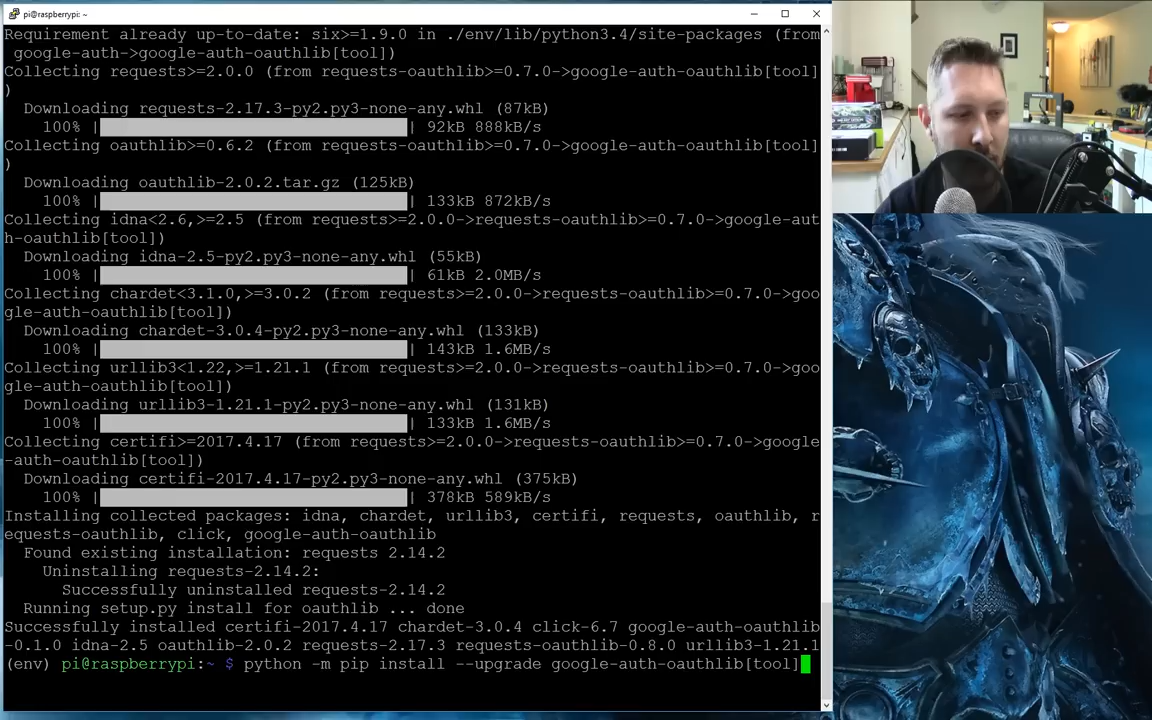 pi@raspberrypi: ~
Requirement already up-to-date: six>=1.9.0 in ./env/lib/python3.4/site-packages (from
 google-auth->google-auth-oauthlib[tool])
Collecting requests>=2.0.0 (from requests-oauthlib>=0.7.0->google-auth-oauthlib[tool]
)
  Downloading requests-2.17.3-py2.py3-none-any.whl (87kB)
    100% |████████████████████████████████| 92kB 888kB/s
Collecting oauthlib>=0.6.2 (from requests-oauthlib>=0.7.0->google-auth-oauthlib[tool]
)
  Downloading oauthlib-2.0.2.tar.gz (125kB)
    100% |████████████████████████████████| 133kB 872kB/s
Collecting idna<2.6,>=2.5 (from requests>=2.0.0->requests-oauthlib>=0.7.0->google-aut
h-oauthlib[tool])
  Downloading idna-2.5-py2.py3-none-any.whl (55kB)
    100% |████████████████████████████████| 61kB 2.0MB/s
Collecting chardet<3.1.0,>=3.0.2 (from requests>=2.0.0->requests-oauthlib>=0.7.0->goo
gle-auth-oauthlib[tool])
  Downloading chardet-3.0.4-py2.py3-none-any.whl (133kB)
    100% |████████████████████████████████| 143kB 1.6MB/s
Collecting urllib3<1.22,>=1.21.1 (from requests>=2.0.0->requests-oauthlib>=0.7.0->goo
gle-auth-oauthlib[tool])
  Downloading urllib3-1.21.1-py2.py3-none-any.whl (131kB)
    100% |████████████████████████████████| 133kB 1.6MB/s
Collecting certifi>=2017.4.17 (from requests>=2.0.0->requests-oauthlib>=0.7.0->google
-auth-oauthlib[tool])
  Downloading certifi-2017.4.17-py2.py3-none-any.whl (375kB)
    100% |████████████████████████████████| 378kB 589kB/s
Installing collected packages: idna, chardet, urllib3, certifi, requests, oauthlib, r
equests-oauthlib, click, google-auth-oauthlib
  Found existing installation: requests 2.14.2
    Uninstalling requests-2.14.2:
      Successfully uninstalled requests-2.14.2
  Running setup.py install for oauthlib ... done
Successfully installed certifi-2017.4.17 chardet-3.0.4 click-6.7 google-auth-oauthlib
-0.1.0 idna-2.5 oauthlib-2.0.2 requests-2.17.3 requests-oauthlib-0.8.0 urllib3-1.21.1
(env) pi@raspberrypi:~ $ python -m pip install --upgrade google-auth-oauthlib[tool]